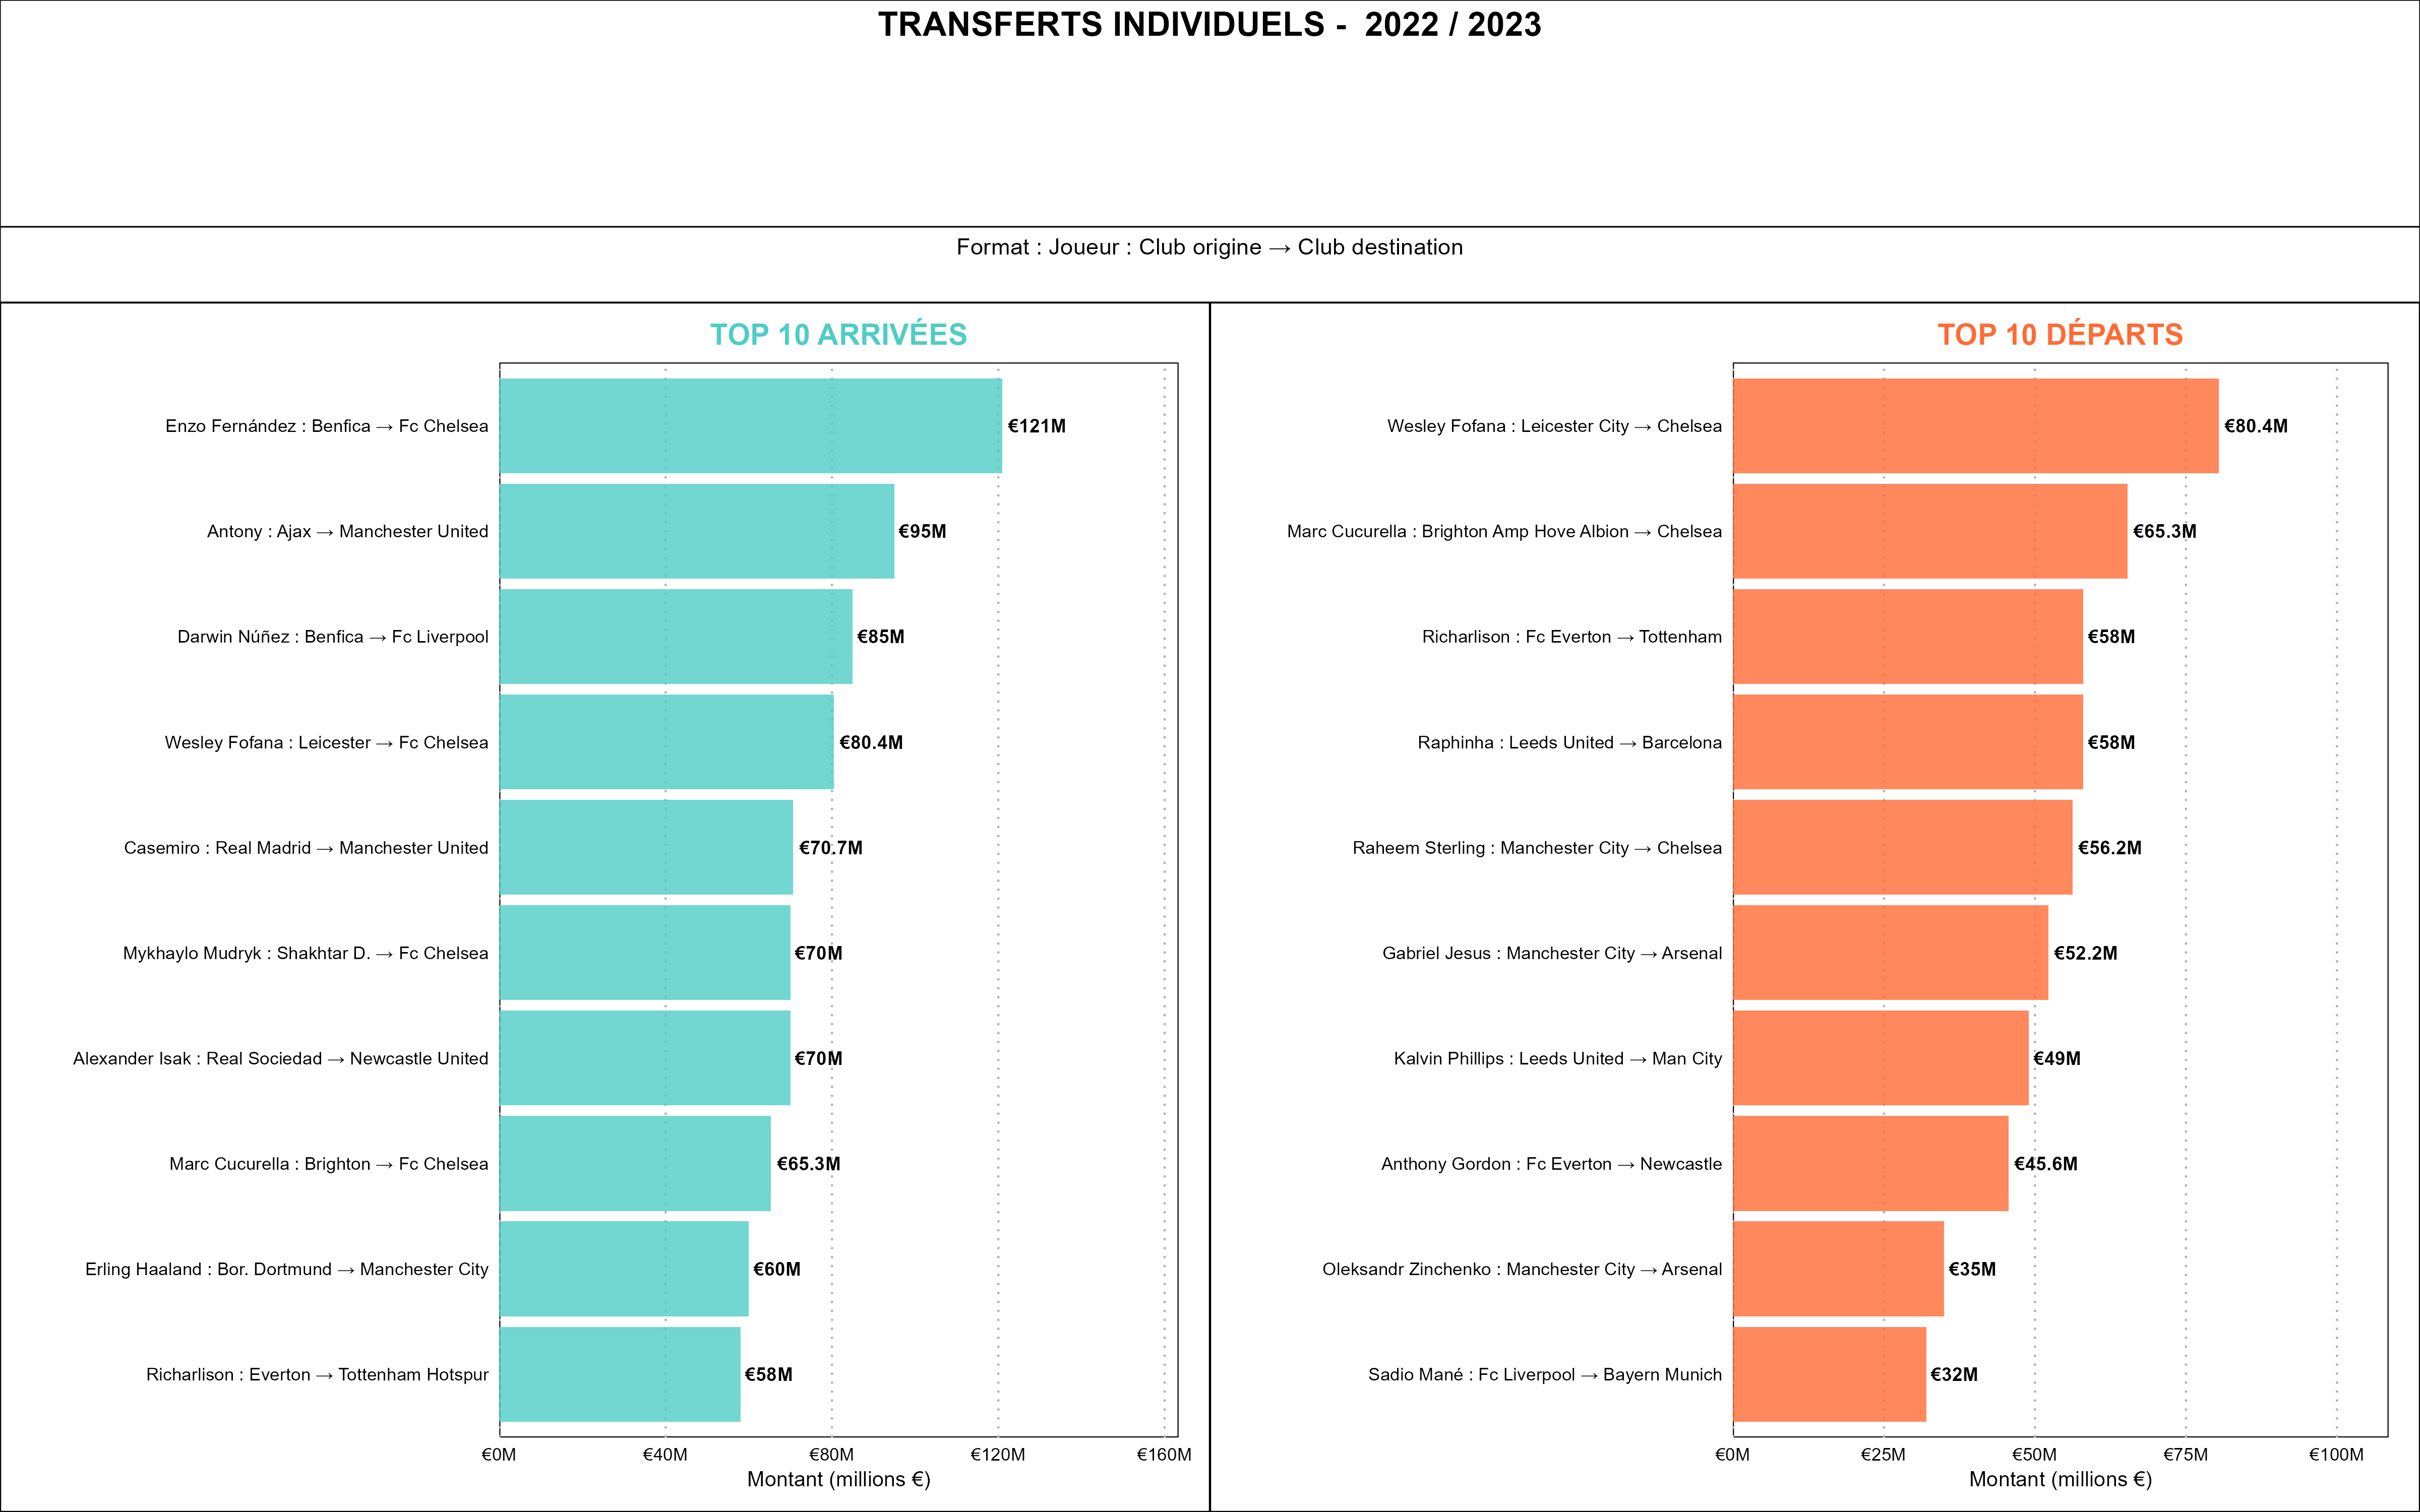 TRANSFERTS INDIVIDUELS -  2022 / 2023
Format : Joueur : Club origine → Club destination
TOP 10 ARRIVÉES
Enzo Fernández : Benfica → Fc Chelsea
€121M
Antony : Ajax → Manchester United
€95M
Darwin Núñez : Benfica → Fc Liverpool
€85M
Wesley Fofana : Leicester → Fc Chelsea
€80.4M
Casemiro : Real Madrid → Manchester United
€70.7M
Mykhaylo Mudryk : Shakhtar D. → Fc Chelsea
€70M
Alexander Isak : Real Sociedad → Newcastle United
€70M
Marc Cucurella : Brighton → Fc Chelsea
€65.3M
Erling Haaland : Bor. Dortmund → Manchester City
€60M
Richarlison : Everton → Tottenham Hotspur
€58M
€0M €40M €80M €120M €160M
Montant (millions €)
TOP 10 DÉPARTS
Wesley Fofana : Leicester City → Chelsea
€80.4M
Marc Cucurella : Brighton Amp Hove Albion → Chelsea
€65.3M
Richarlison : Fc Everton → Tottenham
€58M
Raphinha : Leeds United → Barcelona
€58M
Raheem Sterling : Manchester City → Chelsea
€56.2M
Gabriel Jesus : Manchester City → Arsenal
€52.2M
Kalvin Phillips : Leeds United → Man City
€49M
Anthony Gordon : Fc Everton → Newcastle
€45.6M
Oleksandr Zinchenko : Manchester City → Arsenal
€35M
Sadio Mané : Fc Liverpool → Bayern Munich
€32M
€0M €25M €50M €75M €100M
Montant (millions €)